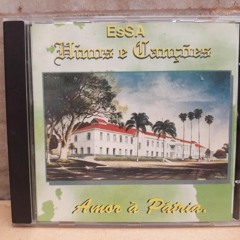 EsSA
Hinos e Canções
Amor à Pátria.